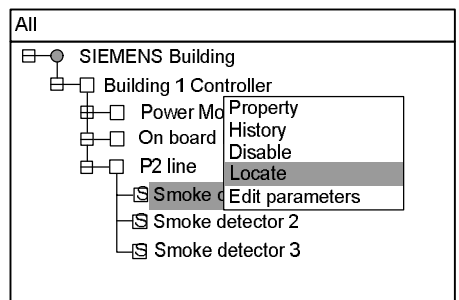 All
SIEMENS Building
Building 1 Controller
Power Mo
On board
P2 line
S Smoke
S Smoke detector 2
S Smoke detector 3
Property
History
Disable
Locate
Edit parameters